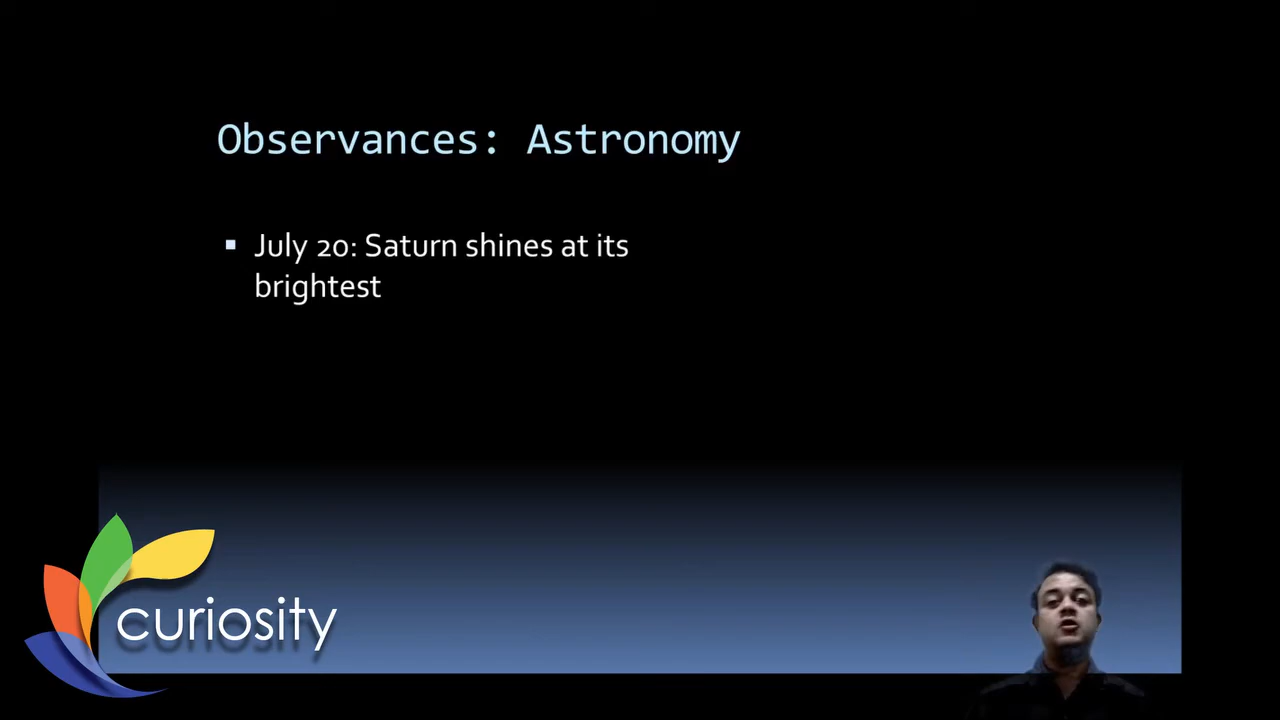 Observances: Astronomy
▪ July 20: Saturn shines at its
brightest
curiosity